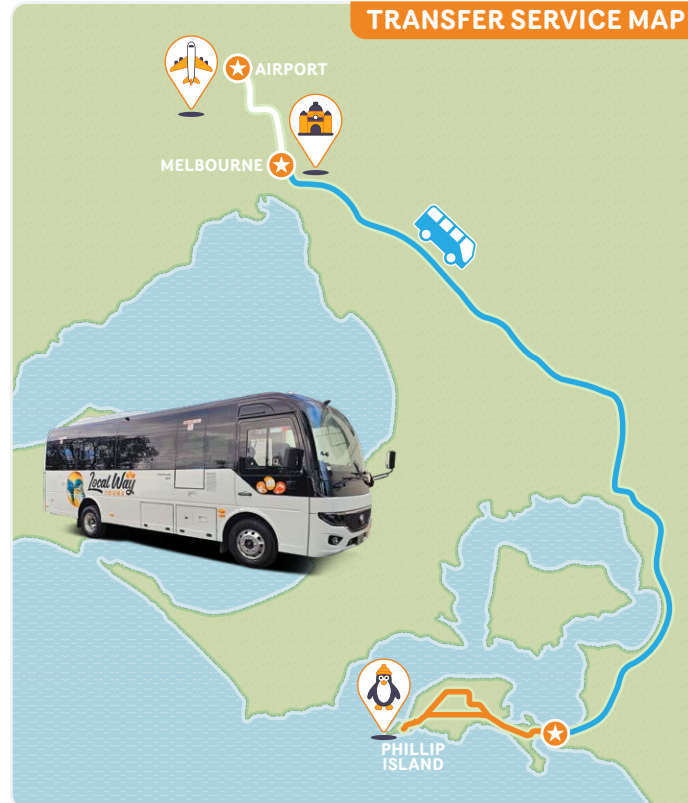 TRANSFER SERVICE MAP
AIRPORT
MELBOURNE
Local Way
TOURS
PHILLIP
ISLAND